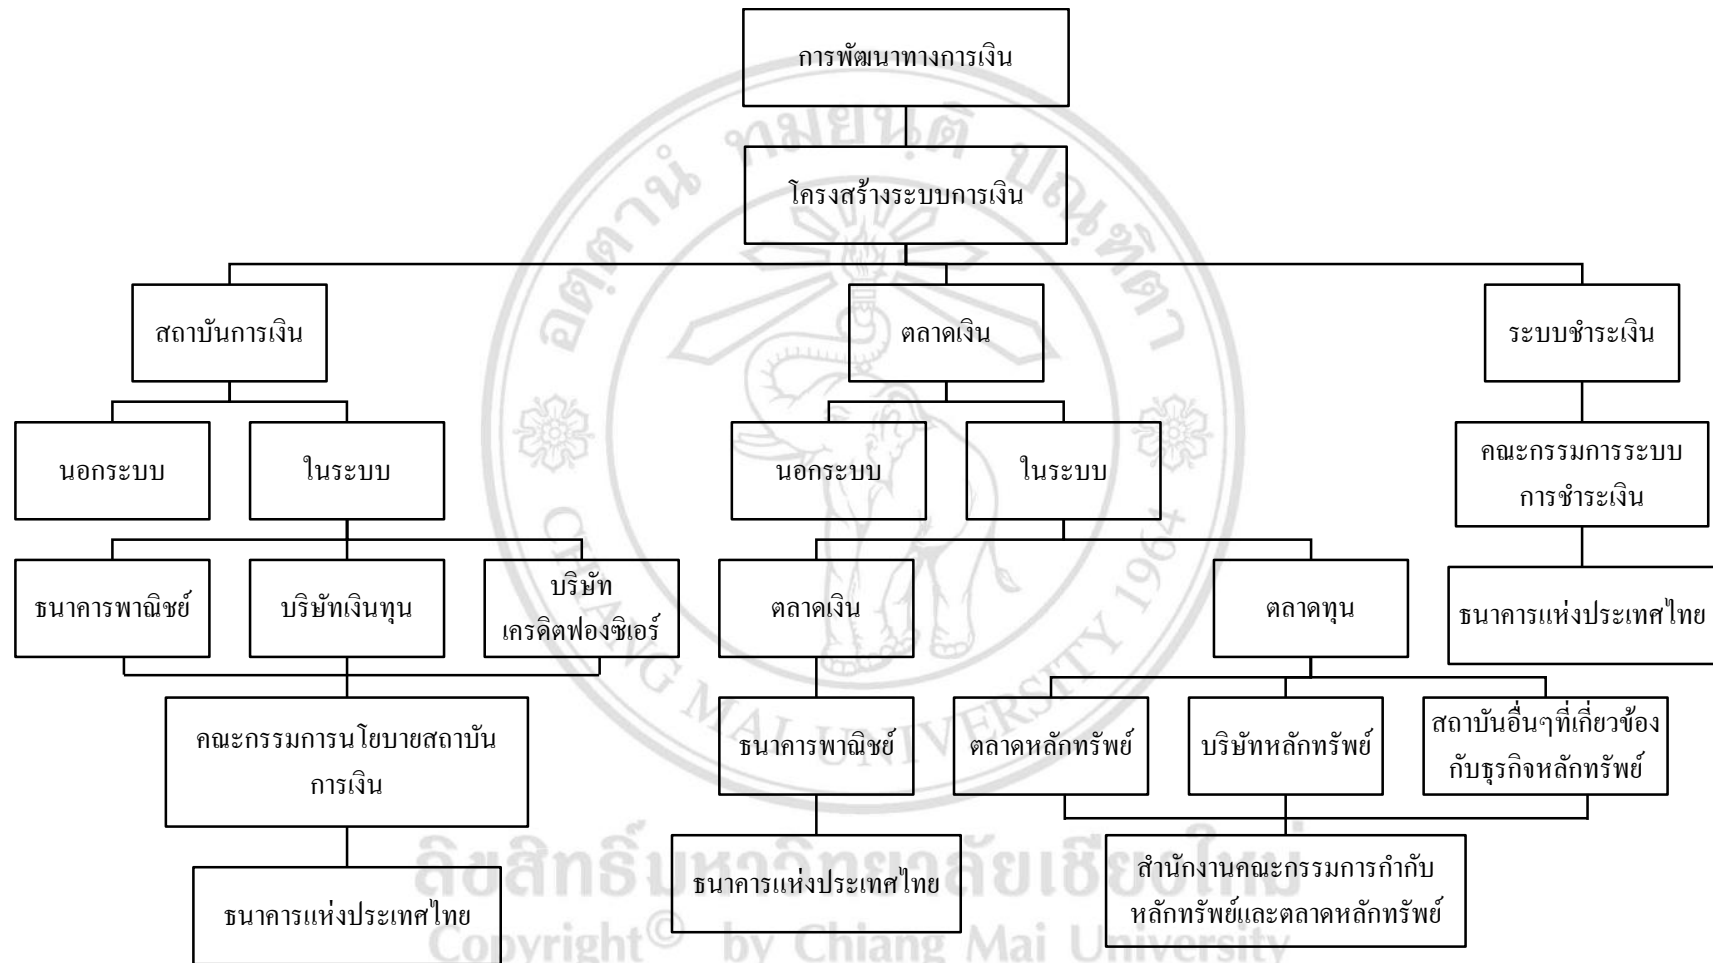 การพัฒนาทางการเงิน
โครงสร้างระบบการเงิน
สถาบันการเงิน
ตลาดเงิน
ระบบชำระเงิน
นอกระบบ
ในระบบ
นอกระบบ
ในระบบ
คณะกรรมการระบบ
การชำระเงิน
ธนาคารพาณิชย์
บริษัทเงินทุน
บริษัท
เครดิตฟองซิเอร์
ตลาดเงิน
ตลาดทุน
ธนาคารแห่งประเทศไทย
คณะกรรมการนโยบายสถาบัน
การเงิน
ธนาคารพาณิชย์
ตลาดหลักทรัพย์
บริษัทหลักทรัพย์
สถาบันอื่นๆที่เกี่ยวข้อง
กับธุรกิจหลักทรัพย์
ธนาคารแห่งประเทศไทย
ธนาคารแห่งประเทศไทย
สำนักงานคณะกรรมการกำกับ
หลักทรัพย์และตลาดหลักทรัพย์
อตฺตานํ ทมยนฺติ ปณฺฑิตา
CHIANG MAI UNIVERSITY 1964
ลิขสิทธิ์มหาวิทยาลัยเชียงใหม่
Copyright© by Chiang Mai University